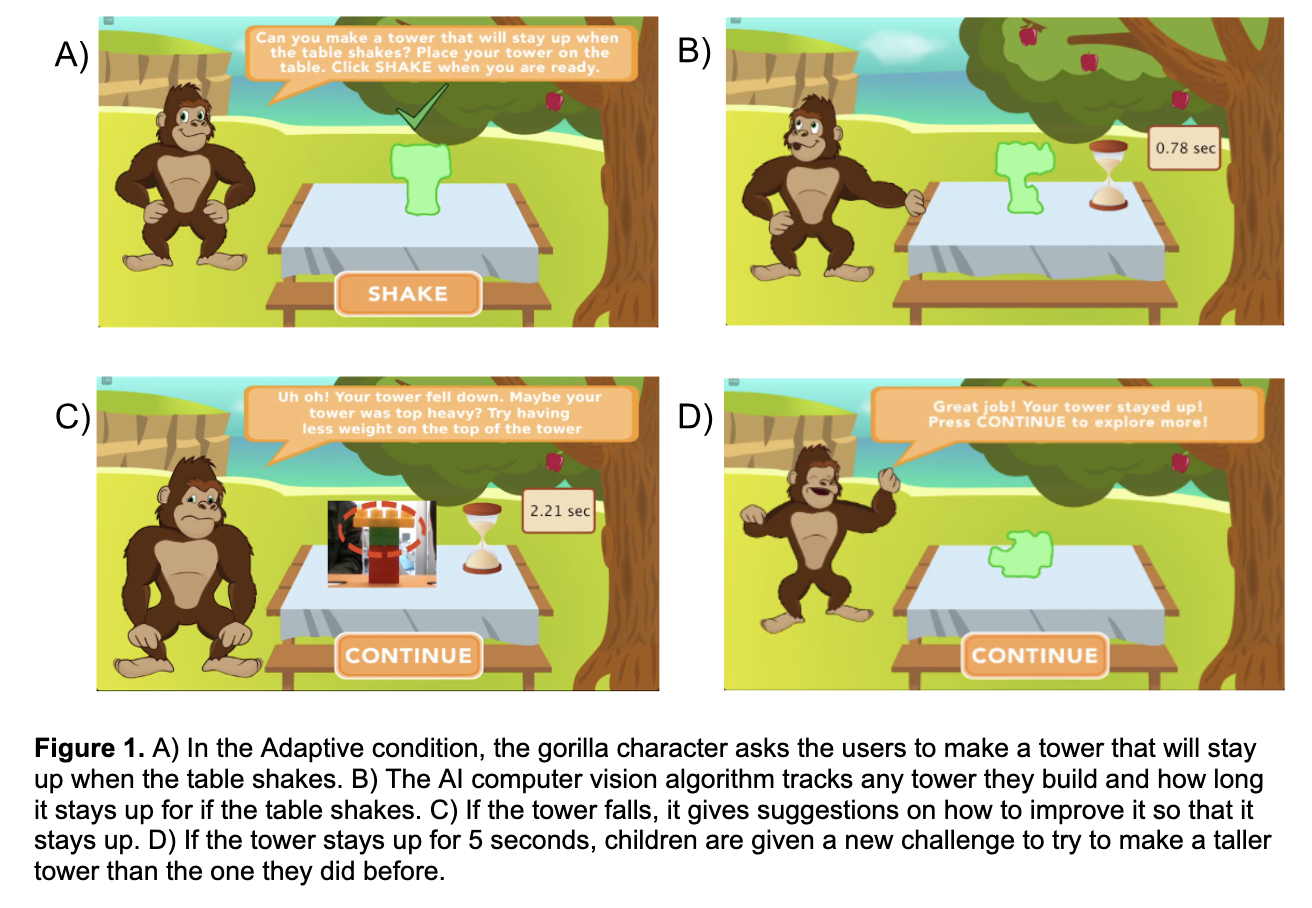 A)
Can you make a tower that will stay up when
the table shakes? Place your tower on the
table. Click SHAKE when you are ready.
SHAKE
B)
0.78 sec
C)
Uh oh! Your tower fell down. Maybe your
tower was top heavy? Try having
less weight on the top of the tower
2.21 sec
CONTINUE
D)
Great job! Your tower stayed up!
Press CONTINUE to explore more!
CONTINUE
Figure 1. A) In the Adaptive condition, the gorilla character asks the users to make a tower that will stay
up when the table shakes. B) The AI computer vision algorithm tracks any tower they build and how long
it stays up for if the table shakes. C) If the tower falls, it gives suggestions on how to improve it so that it
stays up. D) If the tower stays up for 5 seconds, children are given a new challenge to try to make a taller
tower than the one they did before.